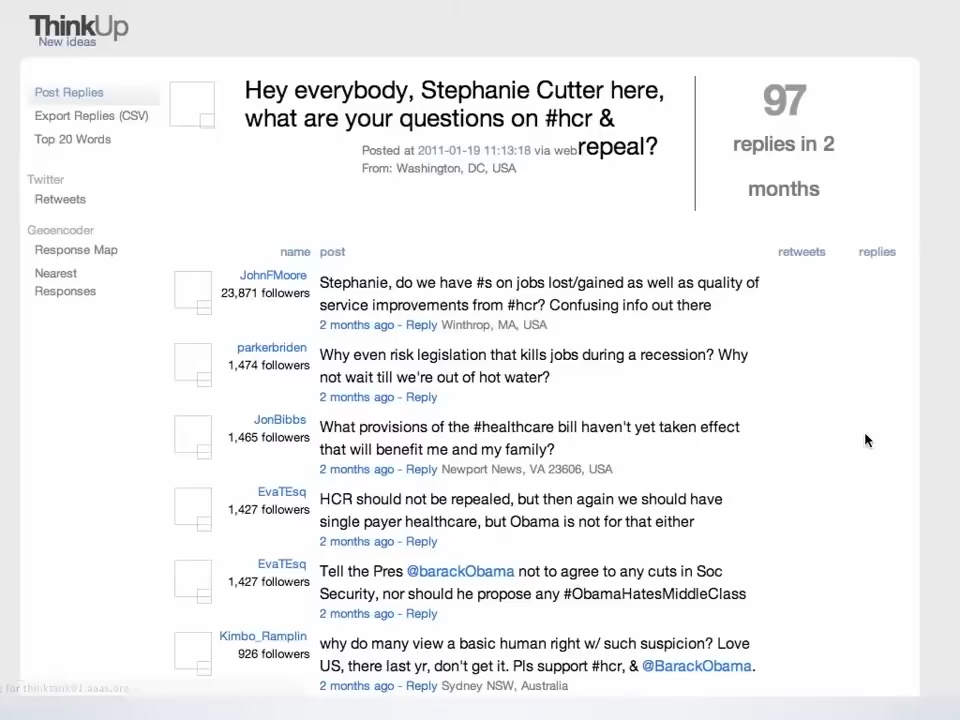 ThinkUp
New ideas
Post Replies
Export Replies (CSV)
Top 20 Words
Twitter
Retweets
Geoencoder
Response Map
Nearest
Responses
Hey everybody, Stephanie Cutter here,
what are your questions on #hcr &
repeal?
Posted at 2011-01-19 11:13:18 via web
From: Washington, DC, USA
97
replies in 2
months
name post retweets replies
JohnFMoore
23,871 followers
Stephanie, do we have #s on jobs lost/gained as well as quality of
service improvements from #hcr? Confusing info out there
2 months ago - Reply Winthrop, MA, USA
parkerbriden
1,474 followers
Why even risk legislation that kills jobs during a recession? Why
not wait till we're out of hot water?
2 months ago - Reply
JonBibbs
1,465 followers
What provisions of the #healthcare bill haven't yet taken effect
that will benefit me and my family?
2 months ago - Reply Newport News, VA 23606, USA
EvaTEsq
1,427 followers
HCR should not be repealed, but then again we should have
single payer healthcare, but Obama is not for that either
2 months ago - Reply
EvaTEsq
1,427 followers
Tell the Pres @barackObama not to agree to any cuts in Soc
Security, nor should he propose any #ObamaHatesMiddleClass
2 months ago - Reply
Kimbo_Ramplin
926 followers
why do many view a basic human right w/ such suspicion? Love
US, there last yr, don't get it. Pls support #hcr, & @BarackObama.
2 months ago - Reply Sydney NSW, Australia
for